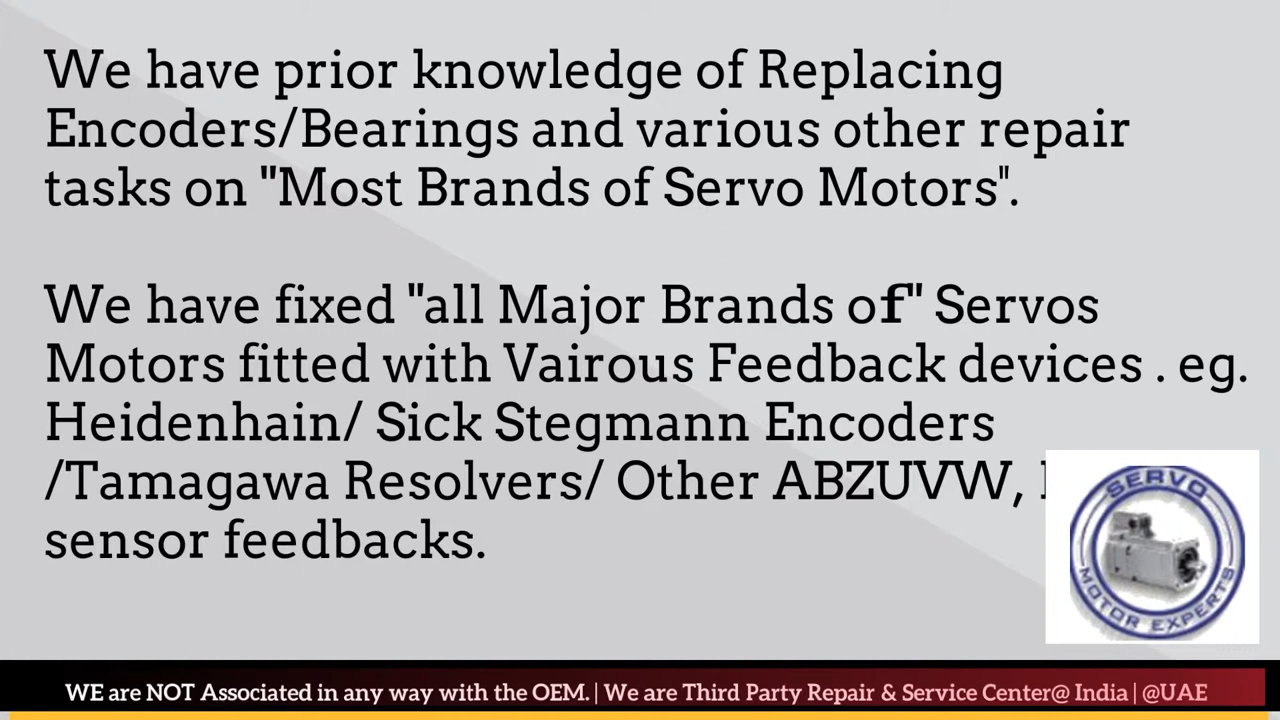 We have prior knowledge of Replacing
Encoders/Bearings and various other repair
tasks on "Most Brands of Servo Motors".
We have fixed "all Major Brands of" Servos
Motors fitted with Vairous Feedback devices . eg.
Heidenhain/ Sick Stegmann Encoders
/Tamagawa Resolvers/ Other ABZUVW,
sensor feedbacks.
SERVO
MOTOR EXPERTS
WE are NOT Associated in any way with the OEM. | We are Third Party Repair & Service Center@ India | @UAE